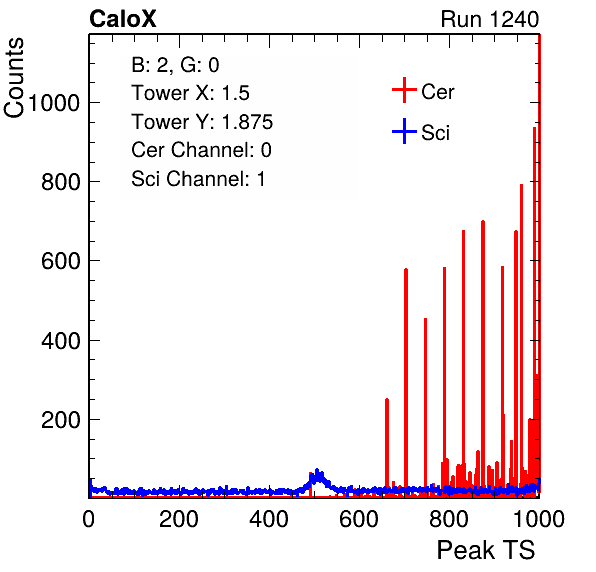 CaloX Run 1240
Counts
B: 2, G: 0
Tower X: 1.5
Tower Y: 1.875
Cer Channel: 0
Sci Channel: 1
Cer
Sci
1000
800
600
400
200
0 200 400 600 800 1000
Peak TS